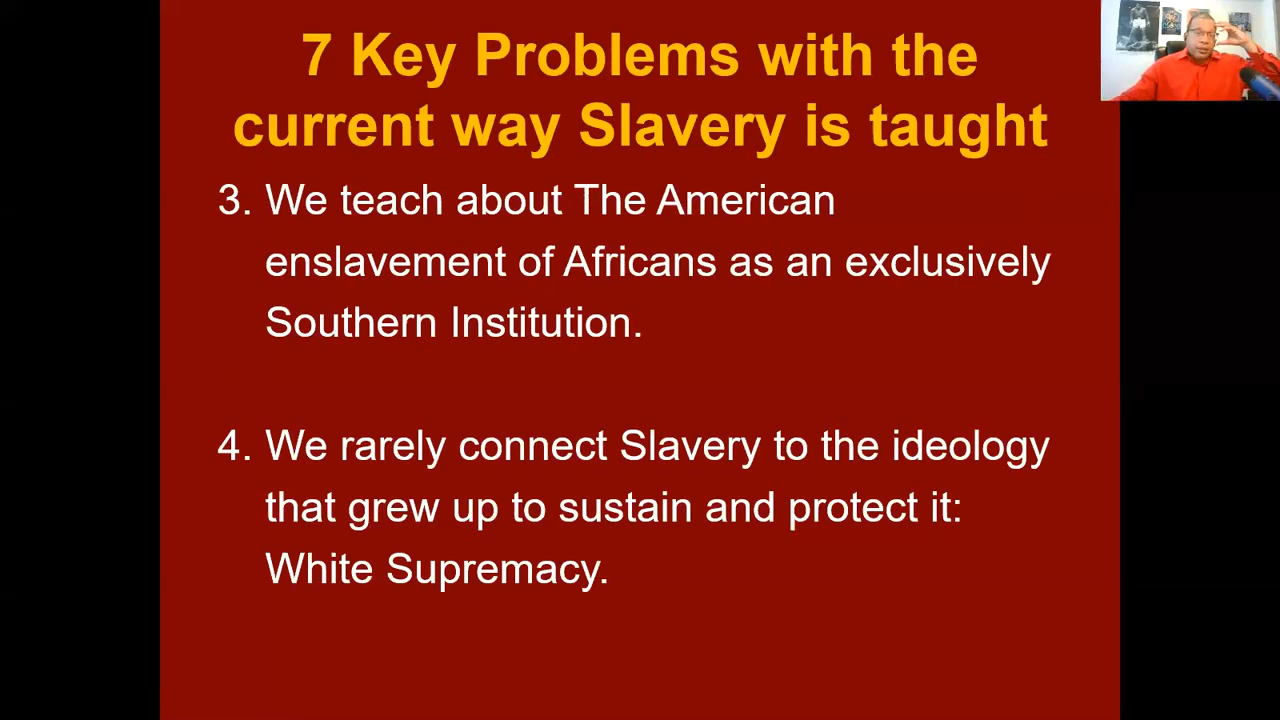 7 Key Problems with the
current way Slavery is taught
3. We teach about The American
enslavement of Africans as an exclusively
Southern Institution.
4. We rarely connect Slavery to the ideology
that grew up to sustain and protect it:
White Supremacy.